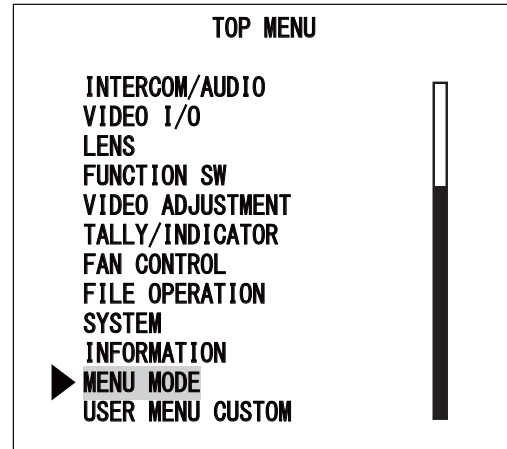 TOP MENU
INTERCOM/AUDIO
VIDEO I/O
LENS
FUNCTION SW
VIDEO ADJUSTMENT
TALLY/INDICATOR
FAN CONTROL
FILE OPERATION
SYSTEM
INFORMATION
MENU MODE
USER MENU CUSTOM